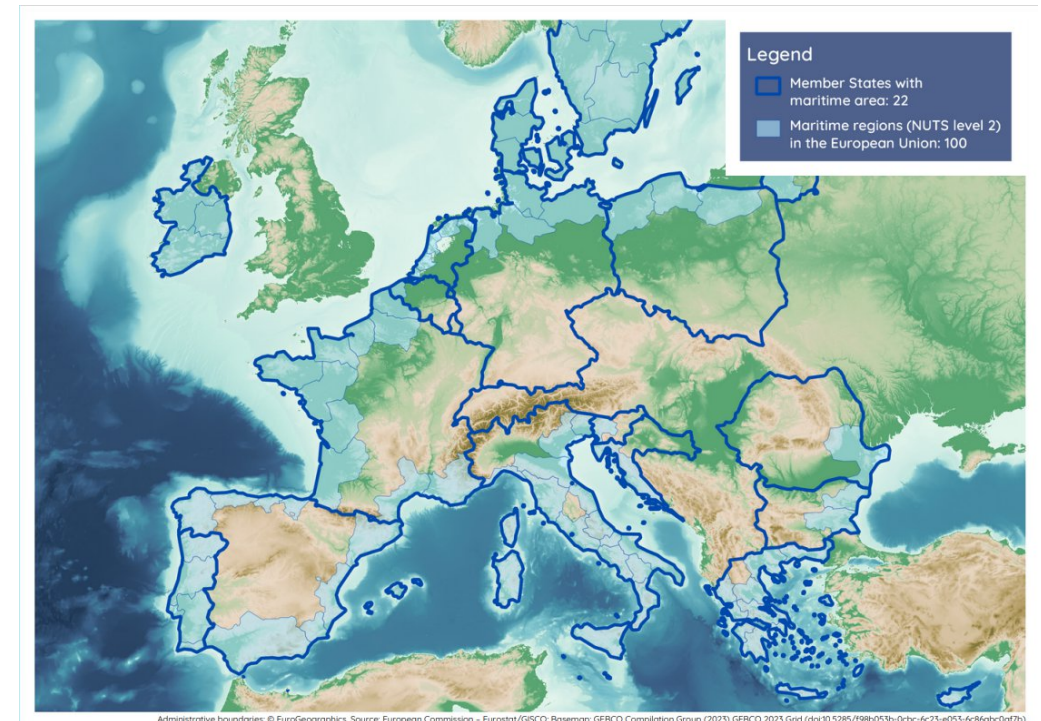 Legend
Member States with
maritime area: 22
Maritime regions (NUTS level 2)
in the European Union: 100
Administrative boundaries: © EuroGeographics, Source: European Commission – Eurostat/GISCO; Basemap: GEBCO Compilation Group (2023) GEBCO 2023 Grid